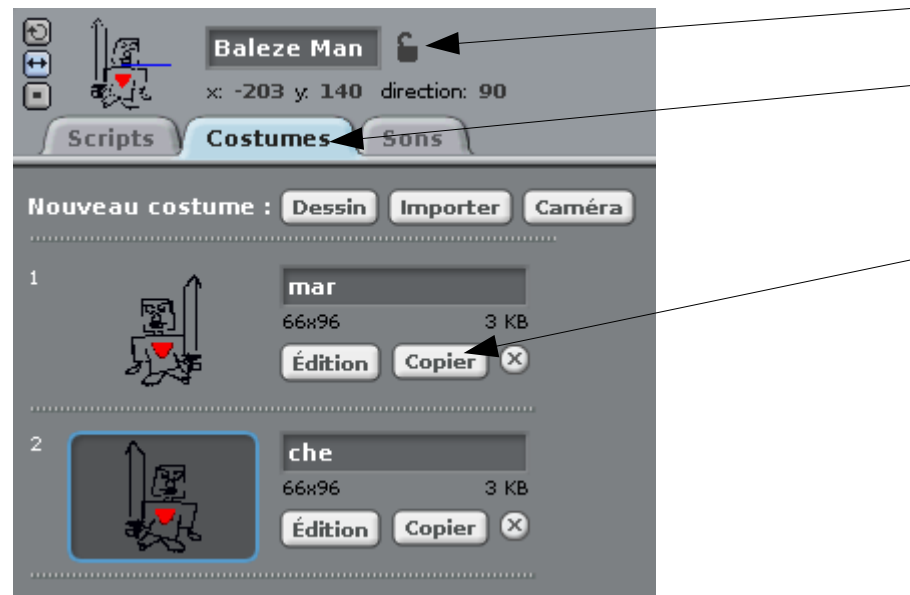 Baleze Man
x: -203 y: 140 direction: 90
Scripts Costumes Sons
Nouveau costume : Dessin Importer Caméra
1
mar
66x96 3 KB
Édition Copier
2
che
66x96 3 KB
Édition Copier